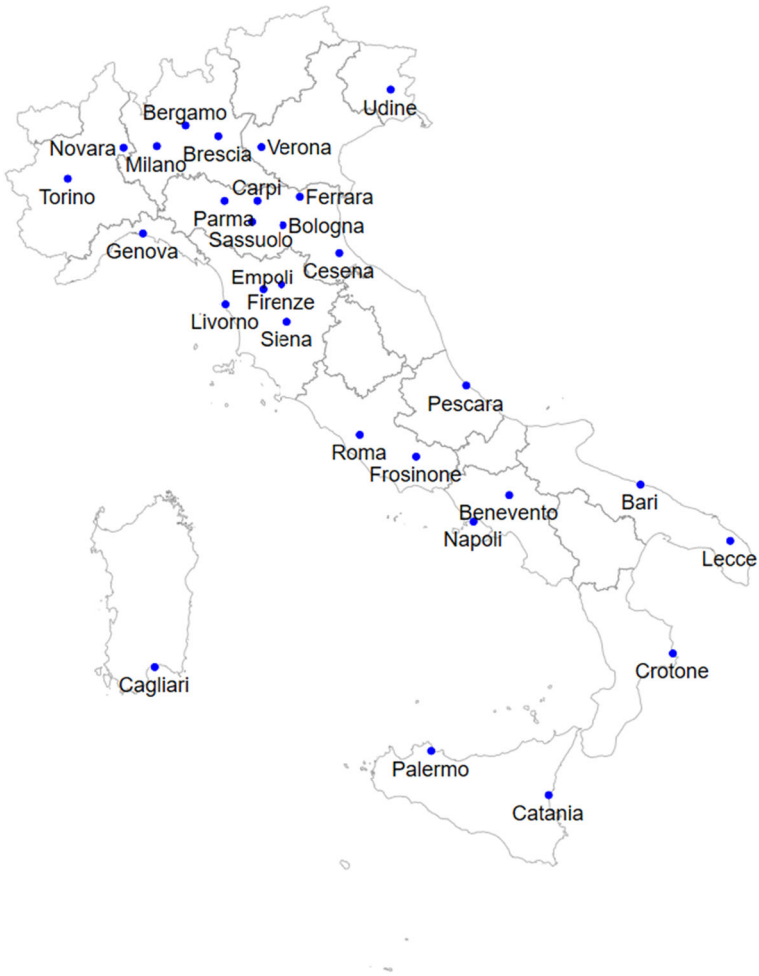 Udine
Bergamo
Novara
Milano
Brescia
Verona
Torino
Carpi
Ferrara
Parma
Sassuolo
Bologna
Genova
Cesena
Empoli
Firenze
Livorno
Siena
Pescara
Roma
Frosinone
Bari
Benevento
Napoli
Lecce
Cagliari
Crotone
Palermo
Catania